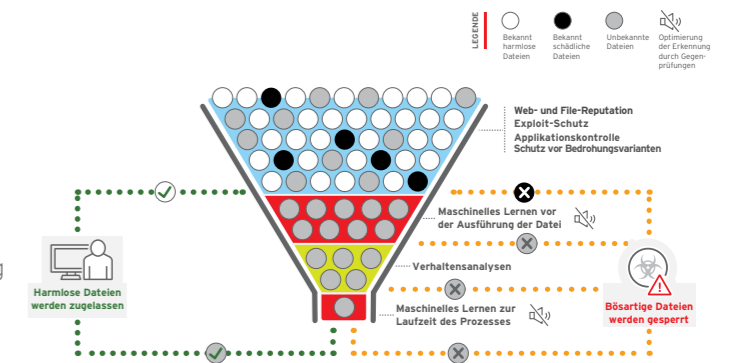 LEGENDE
Bekannt
harmlose
Dateien
Bekannt
schädliche
Dateien
Unbekannte
Dateien
Optimierung
der Erkennung
durch Gegen-
prüfungen
Web- und File-Reputation
Exploit-Schutz
Applikationskontrolle
Schutz vor Bedrohungsvarianten
Maschinelles Lernen vor
der Ausführung der Datei
Verhaltensanalysen
Maschinelles Lernen zur
Laufzeit des Prozesses
Harmlose Dateien
werden zugelassen
Bösartige Dateien
werden gesperrt
g